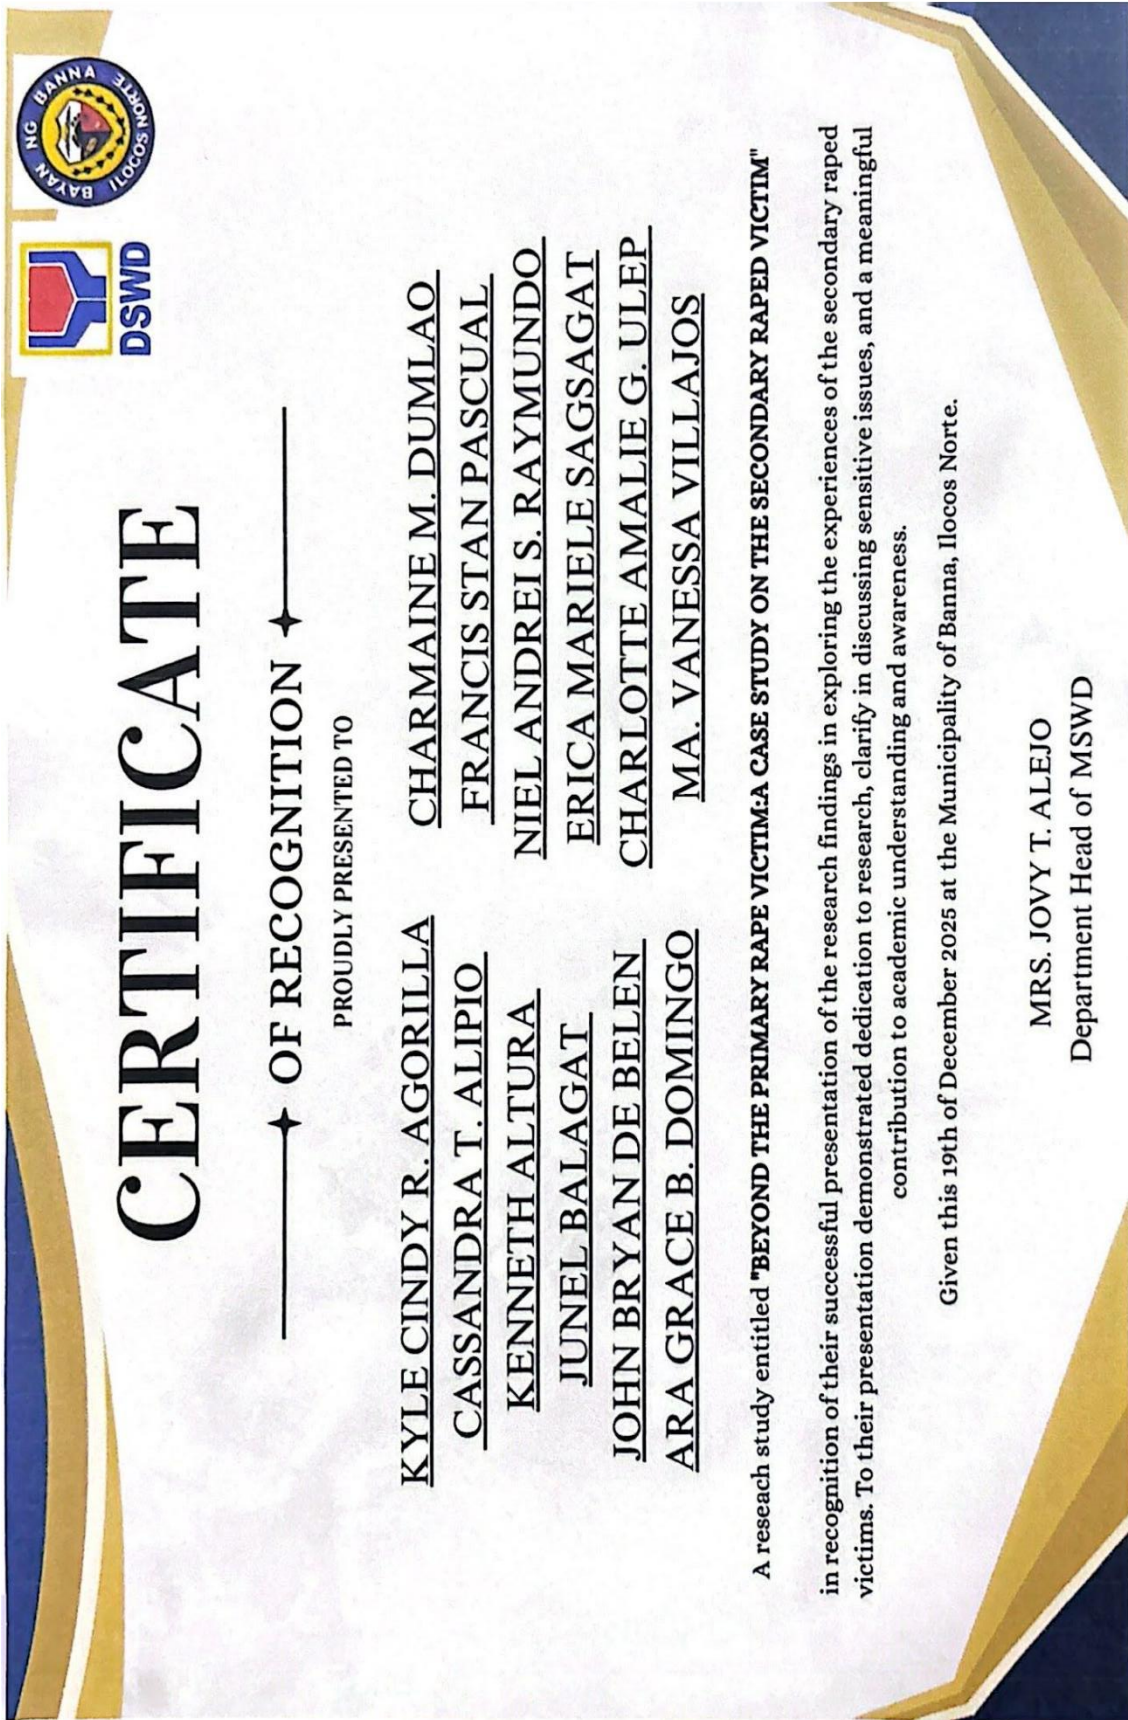 BAYAN NG BANNA
ILOCOS NORTE
DSWD
CERTIFICATE
OF RECOGNITION
PROUDLY PRESENTED TO
KYLE CINDY R. AGORILLA
CASSANDRA T. ALIPIO
KENNETH ALTURA
JUNEL BALAGAT
JOHN BRYAN DE BELEN
ARA GRACE B. DOMINGO
CHARMAINE M. DUMLAO
FRANCIS STAN PASCUAL
NIEL ANDREI S. RAYMUNDO
ERICA MARIELE SAGSAGAT
CHARLOTTE AMALIE G. ULEP
MA. VANESSA VILLAJOS
A reseach study entitled "BEYOND THE PRIMARY RAPE VICTIM:A CASE STUDY ON THE SECONDARY RAPED VICTIM"
in recognition of their successful presentation of the research findings in exploring the experiences of the secondary raped
victims. To their presentation demonstrated dedication to research, clarify in discussing sensitive issues, and a meaningful
contribution to academic understanding and awareness.
Given this 19th of December 2025 at the Municipality of Banna, Ilocos Norte.
MRS. JOVY T. ALEJO
Department Head of MSWD